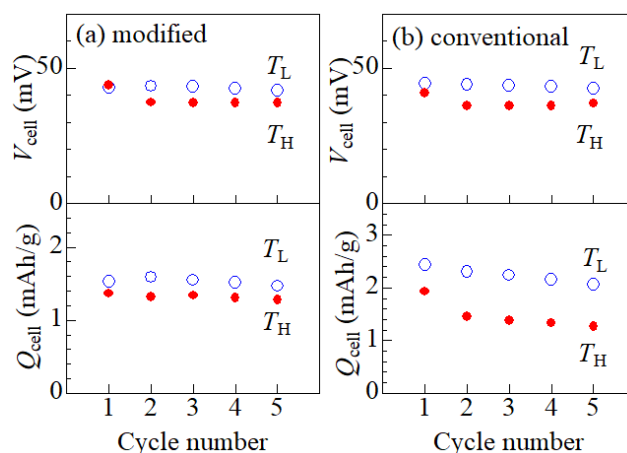 (a) modified
50
0
V_cell (mV)
T_L
T_H
2
1
0
Q_cell (mAh/g)
T_L
T_H
1 2 3 4 5
Cycle number
(b) conventional
50
0
V_cell (mV)
T_L
T_H
3
2
1
0
Q_cell (mAh/g)
T_L
T_H
1 2 3 4 5
Cycle number